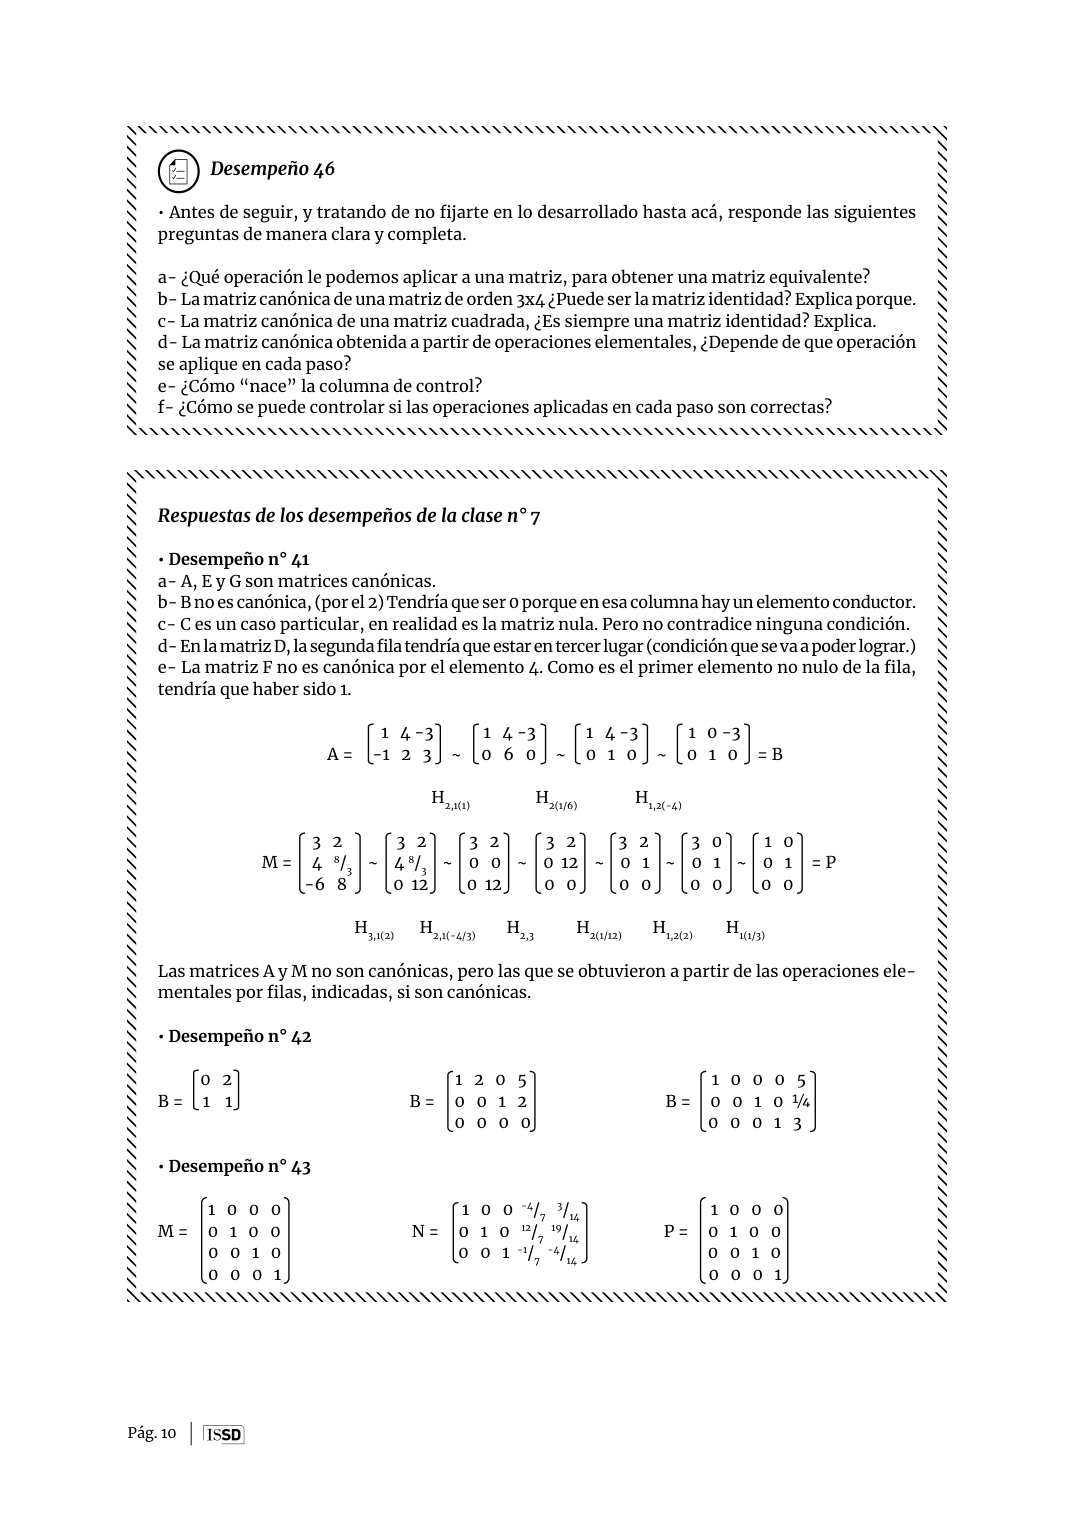 Desempeño 46
· Antes de seguir, y tratando de no fijarte en lo desarrollado hasta acá, responde las siguientes
preguntas de manera clara y completa.
a- ¿Qué operación le podemos aplicar a una matriz, para obtener una matriz equivalente?
b- La matriz canónica de una matriz de orden 3x4 ¿Puede ser la matriz identidad? Explica porque.
c- La matriz canónica de una matriz cuadrada, ¿Es siempre una matriz identidad? Explica.
d- La matriz canónica obtenida a partir de operaciones elementales, ¿Depende de que operación
se aplique en cada paso?
e- ¿Cómo “nace” la columna de control?
f- ¿Cómo se puede controlar si las operaciones aplicadas en cada paso son correctas?
Respuestas de los desempeños de la clase n° 7
· Desempeño n° 41
a- A, E y G son matrices canónicas.
b- B no es canónica, (por el 2) Tendría que ser 0 porque en esa columna hay un elemento conductor.
c- C es un caso particular, en realidad es la matriz nula. Pero no contradice ninguna condición.
d- En la matriz D, la segunda fila tendría que estar en tercer lugar (condición que se va a poder lograr.)
e- La matriz F no es canónica por el elemento 4. Como es el primer elemento no nulo de la fila,
tendría que haber sido 1.
1 4 -3 1 4 -3 1 4 -3 1 0 -3
A = -1 2 3 ~ 0 6 0 ~ 0 1 0 ~ 0 1 0 = B
H2,1(1) H2(1/6) H1,2(-4)
3 2 3 2 3 2 3 2 3 2 3 0 1 0
M = 4 8/3 ~ 4 8/3 ~ 0 0 ~ 0 12 ~ 0 1 ~ 0 1 ~ 0 1 = P
-6 8 0 12 0 12 0 0 0 0 0 0 0 0
H3,1(2) H2,1(-4/3) H2,3 H2(1/12) H1,2(2) H1(1/3)
Las matrices A y M no son canónicas, pero las que se obtuvieron a partir de las operaciones ele-
mentales por filas, indicadas, si son canónicas.
· Desempeño n° 42
0 2 1 2 0 5 1 0 0 0 5
B = 1 1 B = 0 0 1 2 B = 0 0 1 0 1/4
0 0 0 0 0 0 0 1 3
· Desempeño n° 43
1 0 0 0 1 0 0 -4/7 3/14 1 0 0 0
M = 0 1 0 0 N = 0 1 0 12/7 19/14 P = 0 1 0 0
0 0 1 0 0 0 1 -1/7 -4/14 0 0 1 0
0 0 0 1 0 0 0 1
Pág. 10 ISSD